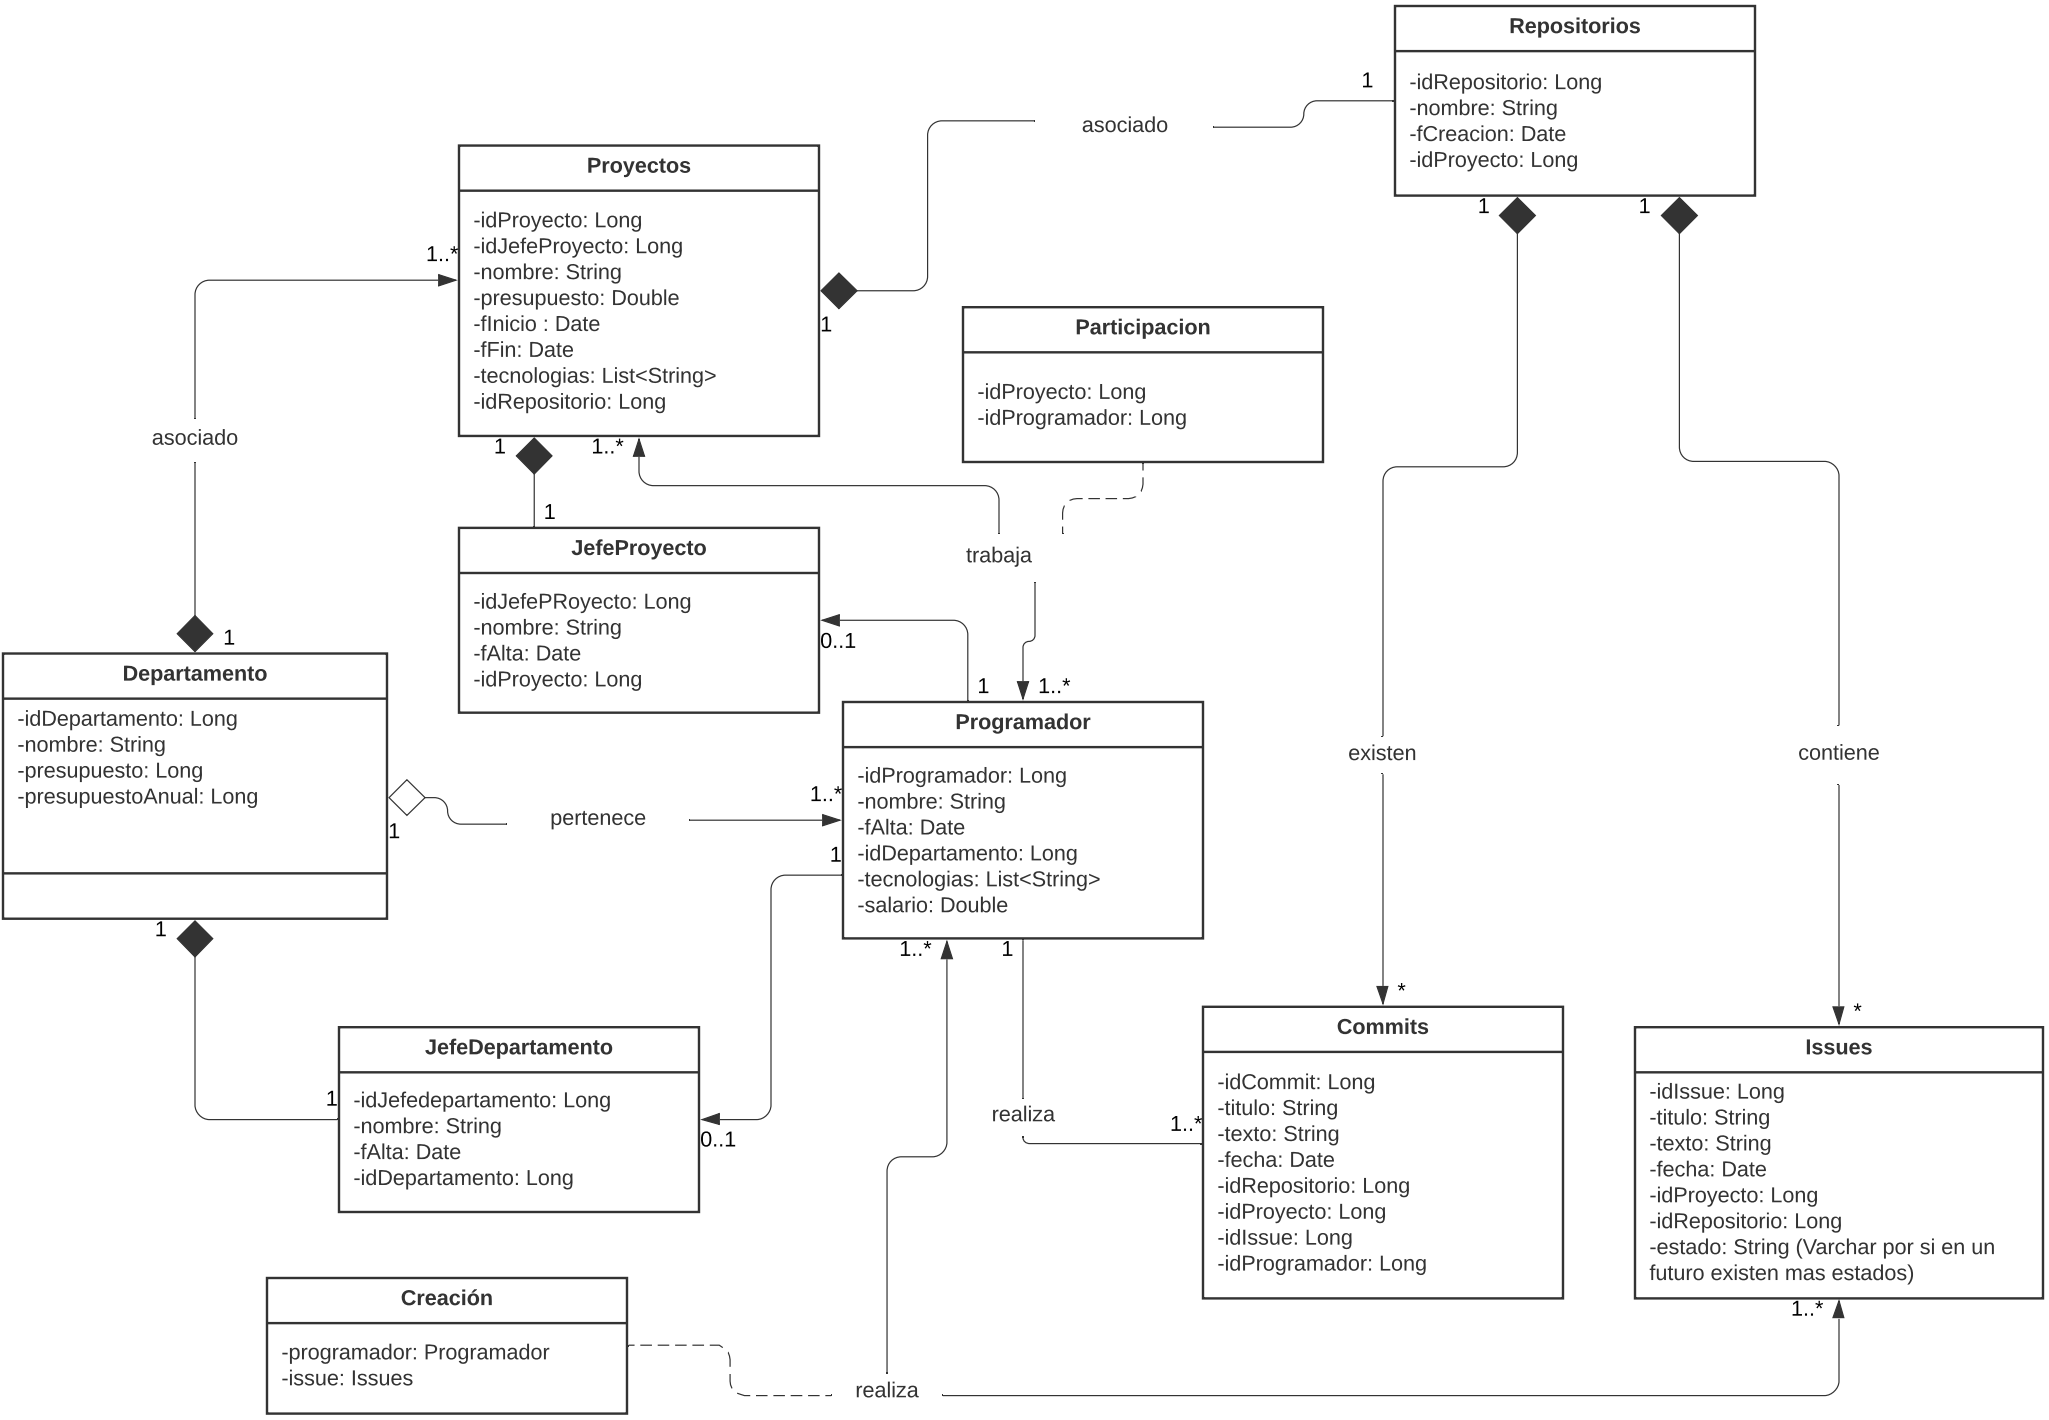 Repositorios
-idRepositorio: Long
-nombre: String
-fCreacion: Date
-idProyecto: Long
1
asociado
1
1
1
Proyectos
-idProyecto: Long
-idJefeProyecto: Long
-nombre: String
-presupuesto: Double
-fInicio : Date
-fFin: Date
-tecnologias: List<String>
-idRepositorio: Long
1..*
1
1..*
asociado
1
Participacion
-idProyecto: Long
-idProgramador: Long
trabaja
1
JefeProyecto
-idJefePRoyecto: Long
-nombre: String
-fAlta: Date
-idProyecto: Long
0..1
1
1..*
Departamento
-idDepartamento: Long
-nombre: String
-presupuesto: Long
-presupuestoAnual: Long
1
pertenece
1..*
1
Programador
-idProgramador: Long
-nombre: String
-fAlta: Date
-idDepartamento: Long
-tecnologias: List<String>
-salario: Double
1..*
1
existen
*
contiene
*
1
1
JefeDepartamento
-idJefedepartamento: Long
-nombre: String
-fAlta: Date
-idDepartamento: Long
0..1
realiza
1..*
Commits
-idCommit: Long
-titulo: String
-texto: String
-fecha: Date
-idRepositorio: Long
-idProyecto: Long
-idIssue: Long
-idProgramador: Long
Issues
-idIssue: Long
-titulo: String
-texto: String
-fecha: Date
-idProyecto: Long
-idRepositorio: Long
-estado: String (Varchar por si en un
futuro existen mas estados)
1..*
Creación
-programador: Programador
-issue: Issues
realiza